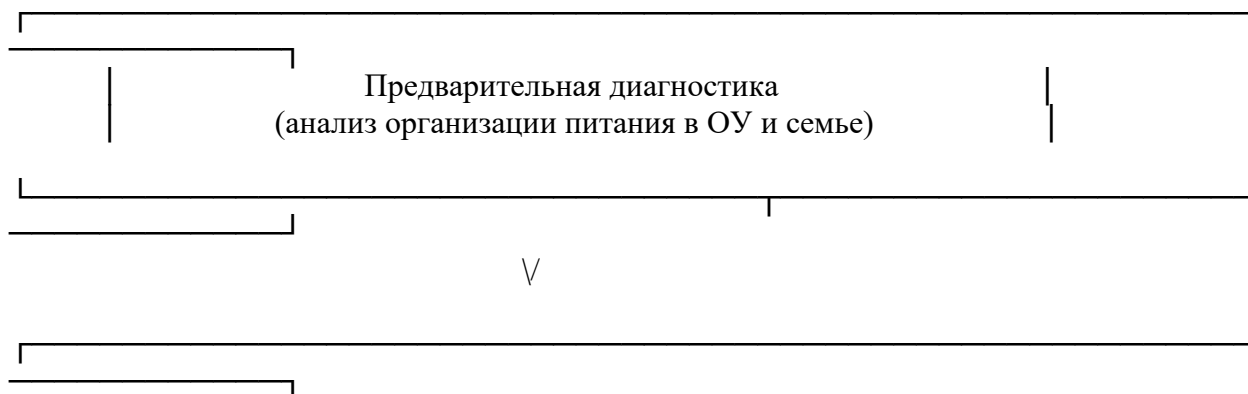 Предварительная диагностика
(анализ организации питания в ОУ и семье)